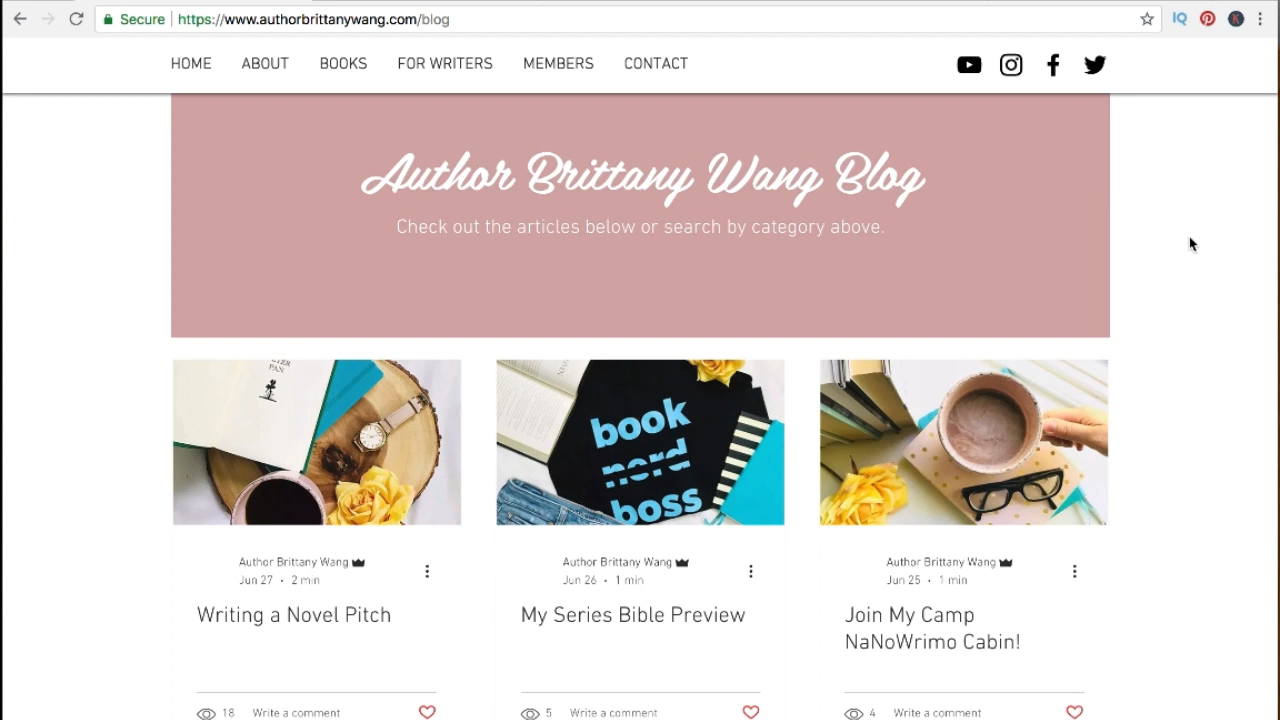 Secure
https://www.authorbrittanywang.com/blog
IQ
K
HOME ABOUT BOOKS FOR WRITERS MEMBERS CONTACT
Author Brittany Wang Blog
Check out the articles below or search by category above.
PAN
book
nerd
boss
Author Brittany Wang
Jun 27 • 2 min
Writing a Novel Pitch
18 Write a comment
Author Brittany Wang
Jun 26 • 1 min
My Series Bible Preview
5 Write a comment
Author Brittany Wang
Jun 25 • 1 min
Join My Camp
NaNoWrimo Cabin!
4 Write a comment